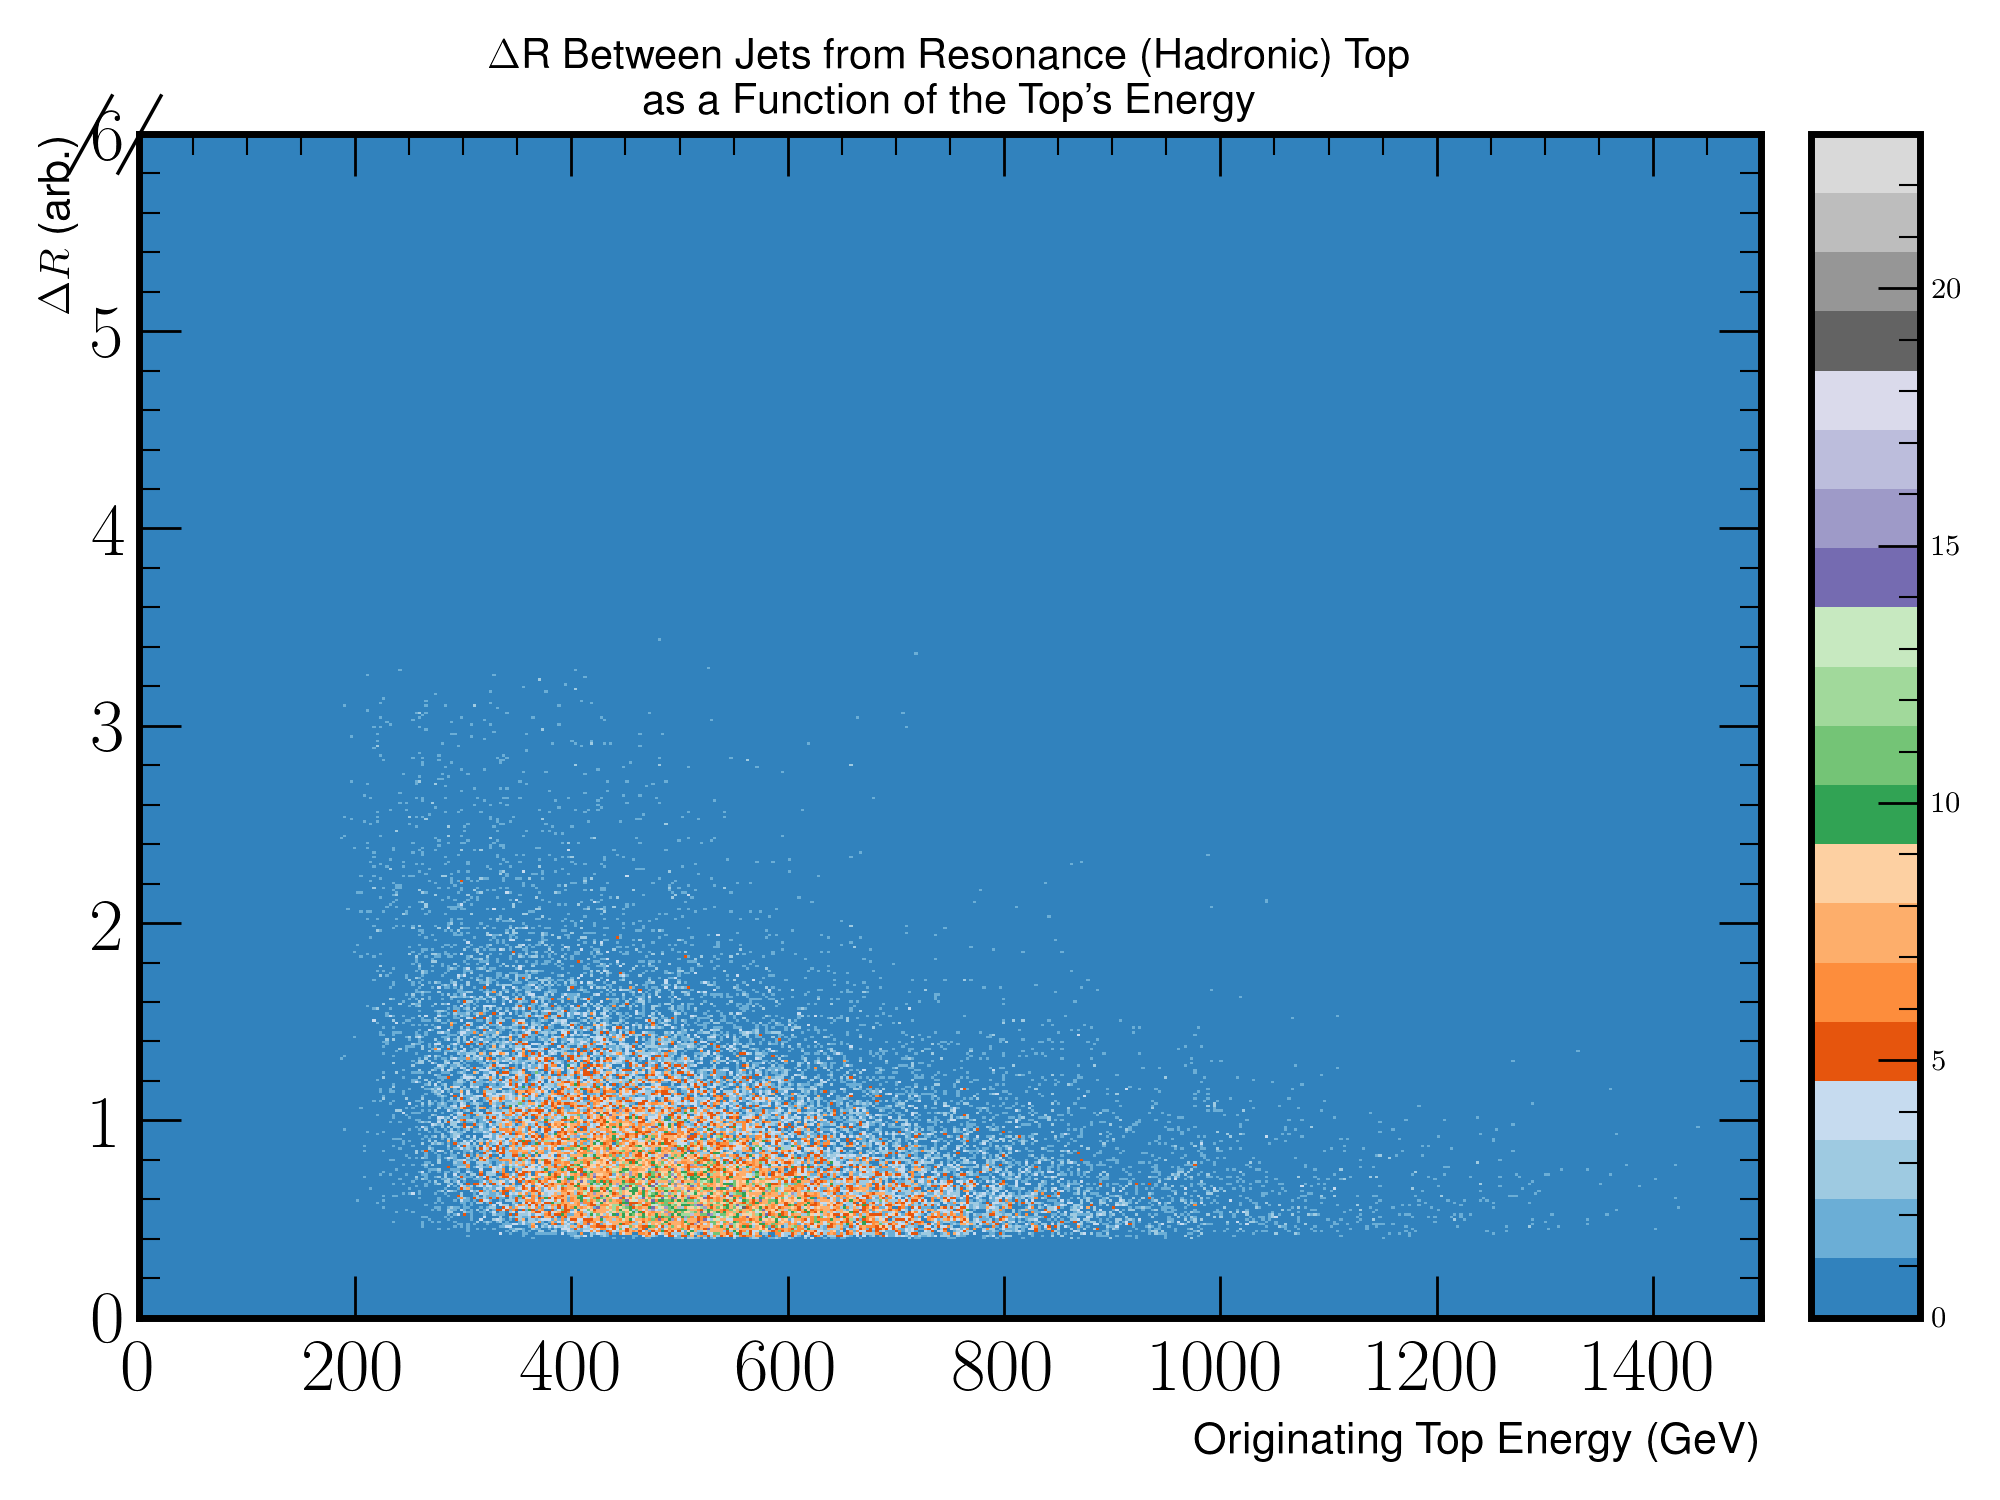 ΔR Between Jets from Resonance (Hadronic) Top
as a Function of the Top's Energy
ΔR (arb.)
6
5
4
3
2
1
0
0 200 400 600 800 1000 1200 1400
Originating Top Energy (GeV)
20
15
10
5
0